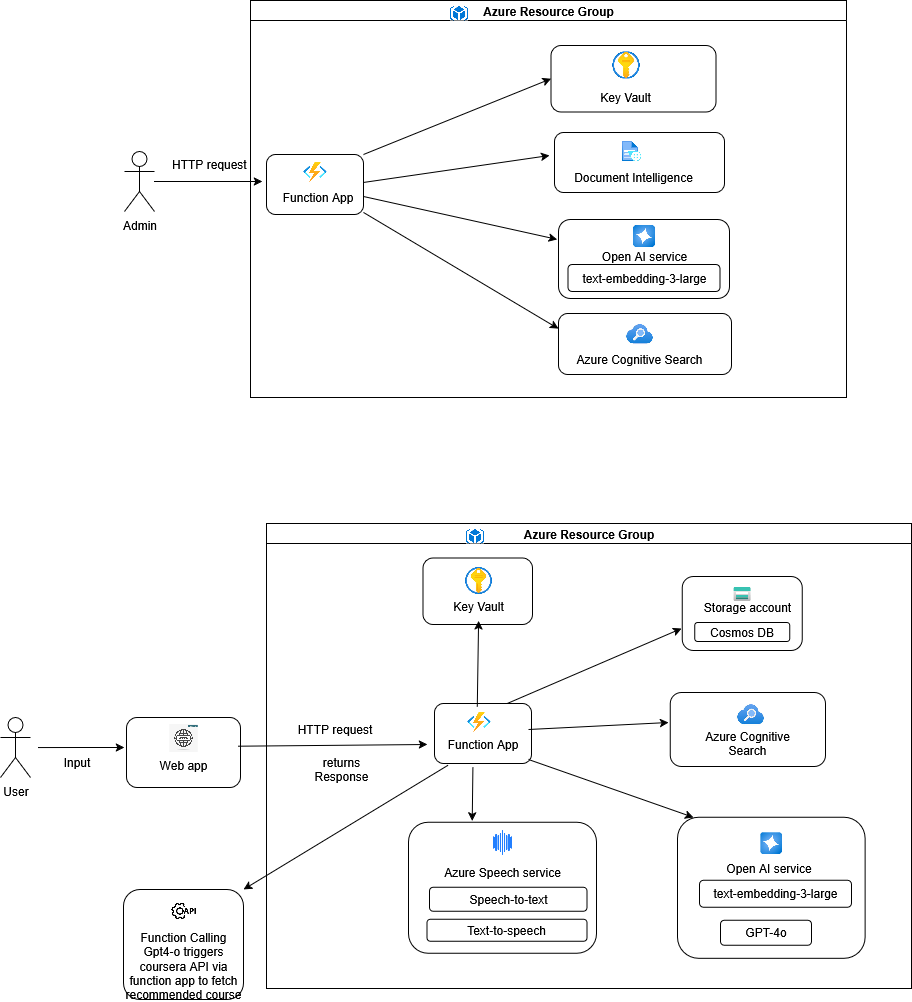 Azure Resource Group
Key Vault
HTTP request
Function App
Admin
Document Intelligence
Open AI service
text-embedding-3-large
Azure Cognitive Search
Azure Resource Group
Key Vault
Storage account
Cosmos DB
HTTP request
Function App
Azure Cognitive
Search
User
Input
Web app
returns
Response
Azure Speech service
Speech-to-text
Text-to-speech
Open AI service
text-embedding-3-large
GPT-4o
API
Function Calling
Gpt4-o triggers
coursera API via
function app to fetch
recommended course